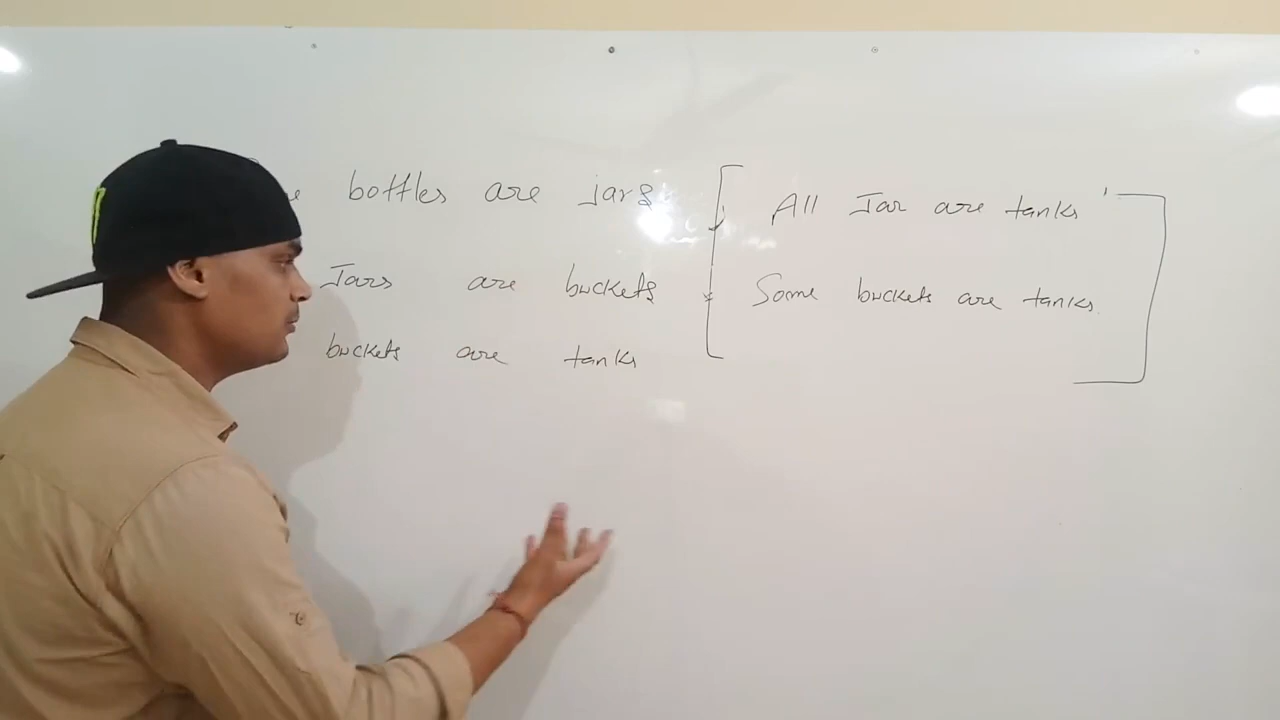 bottles are jars
Jars are buckets
buckets are tanks
All Jar are tanks
Some buckets are tanks.